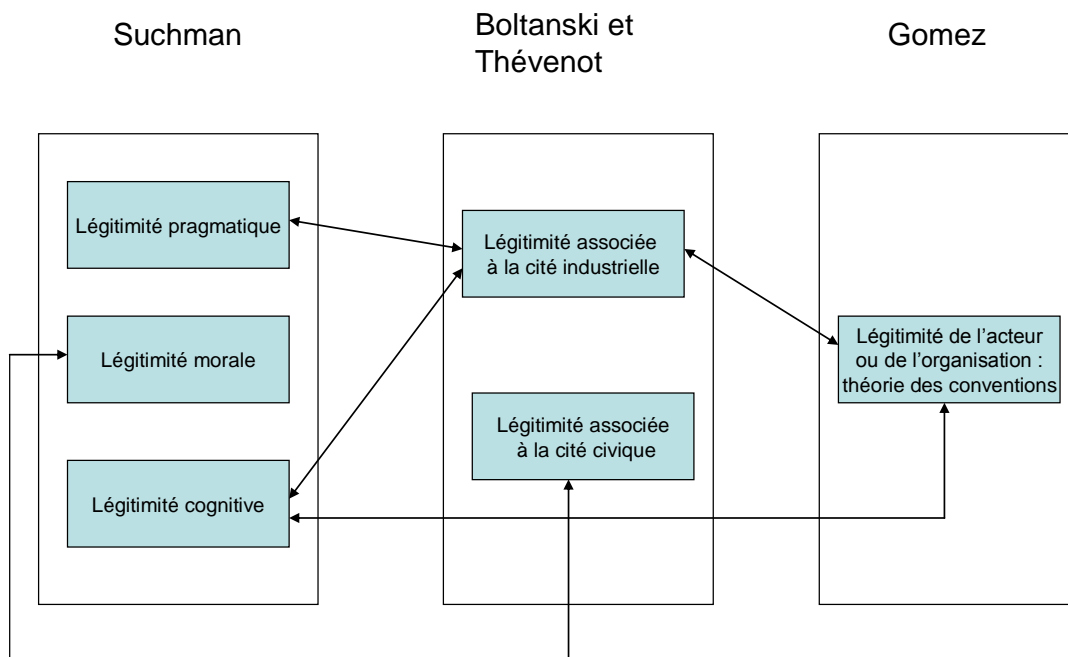 Suchman
Boltanski et
Thévenot
Gomez
Légitimité pragmatique
Légitimité morale
Légitimité cognitive
Légitimité associée
à la cité industrielle
Légitimité associée
à la cité civique
Légitimité de l’acteur
ou de l’organisation :
théorie des conventions